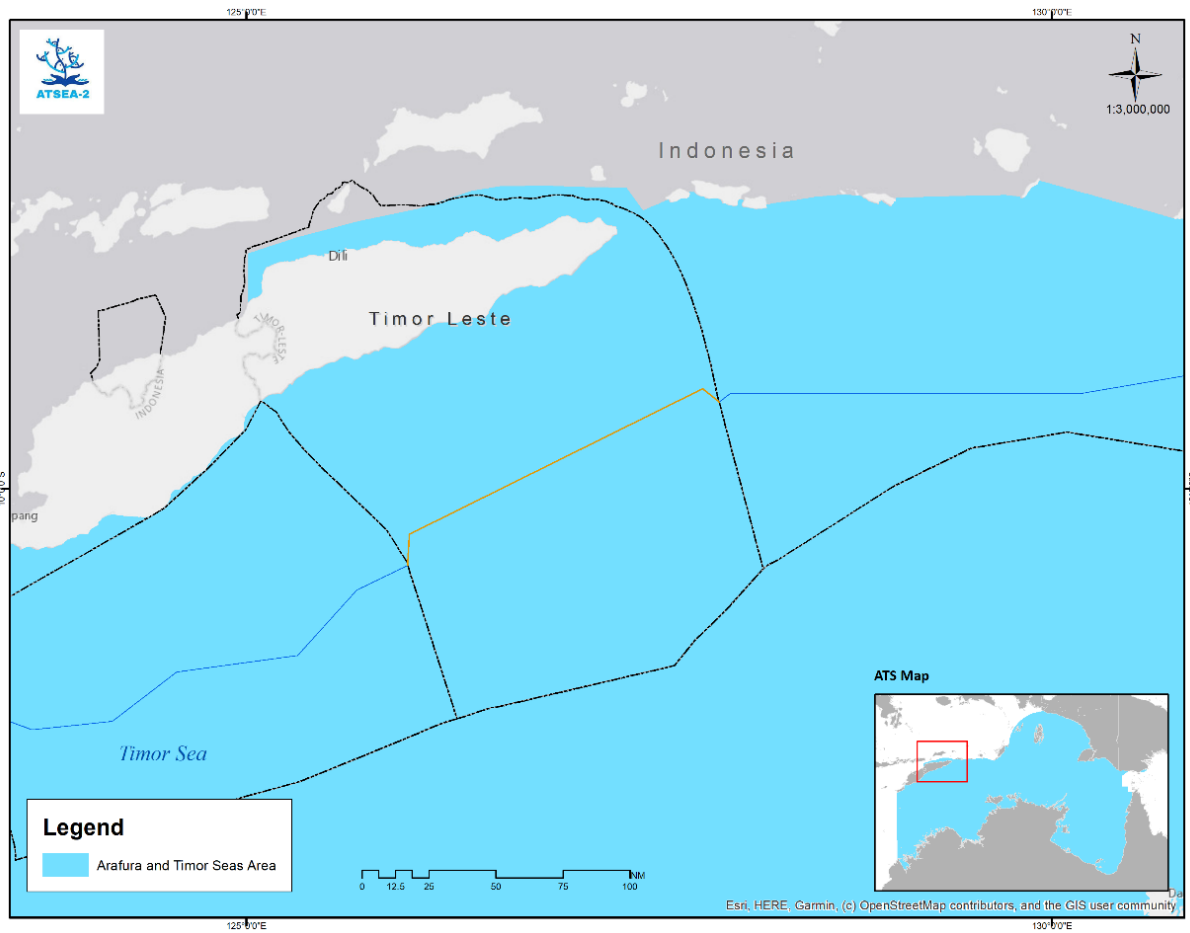 125°0'0"E
130°0'0"E
ATSEA-2
N
1:3,000,000
Indonesia
Dili
Timor Leste
TIMOR-LESTE
INDONESIA
pang
Timor Sea
ATS Map
Legend
Arafura and Timor Seas Area
NM
0 12.5 25 50 75 100
Da
Esri, HERE, Garmin, (c) OpenStreetMap contributors, and the GIS user community
125°0'0"E
130°0'0"E